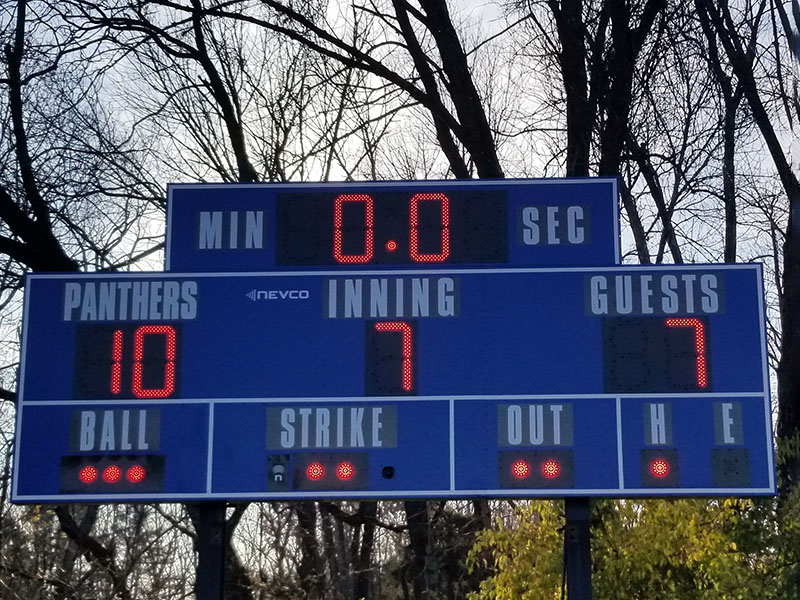 MIN 0.0 SEC
PANTHERS NEVCO INNING GUESTS
10 7 7
BALL STRIKE OUT H E